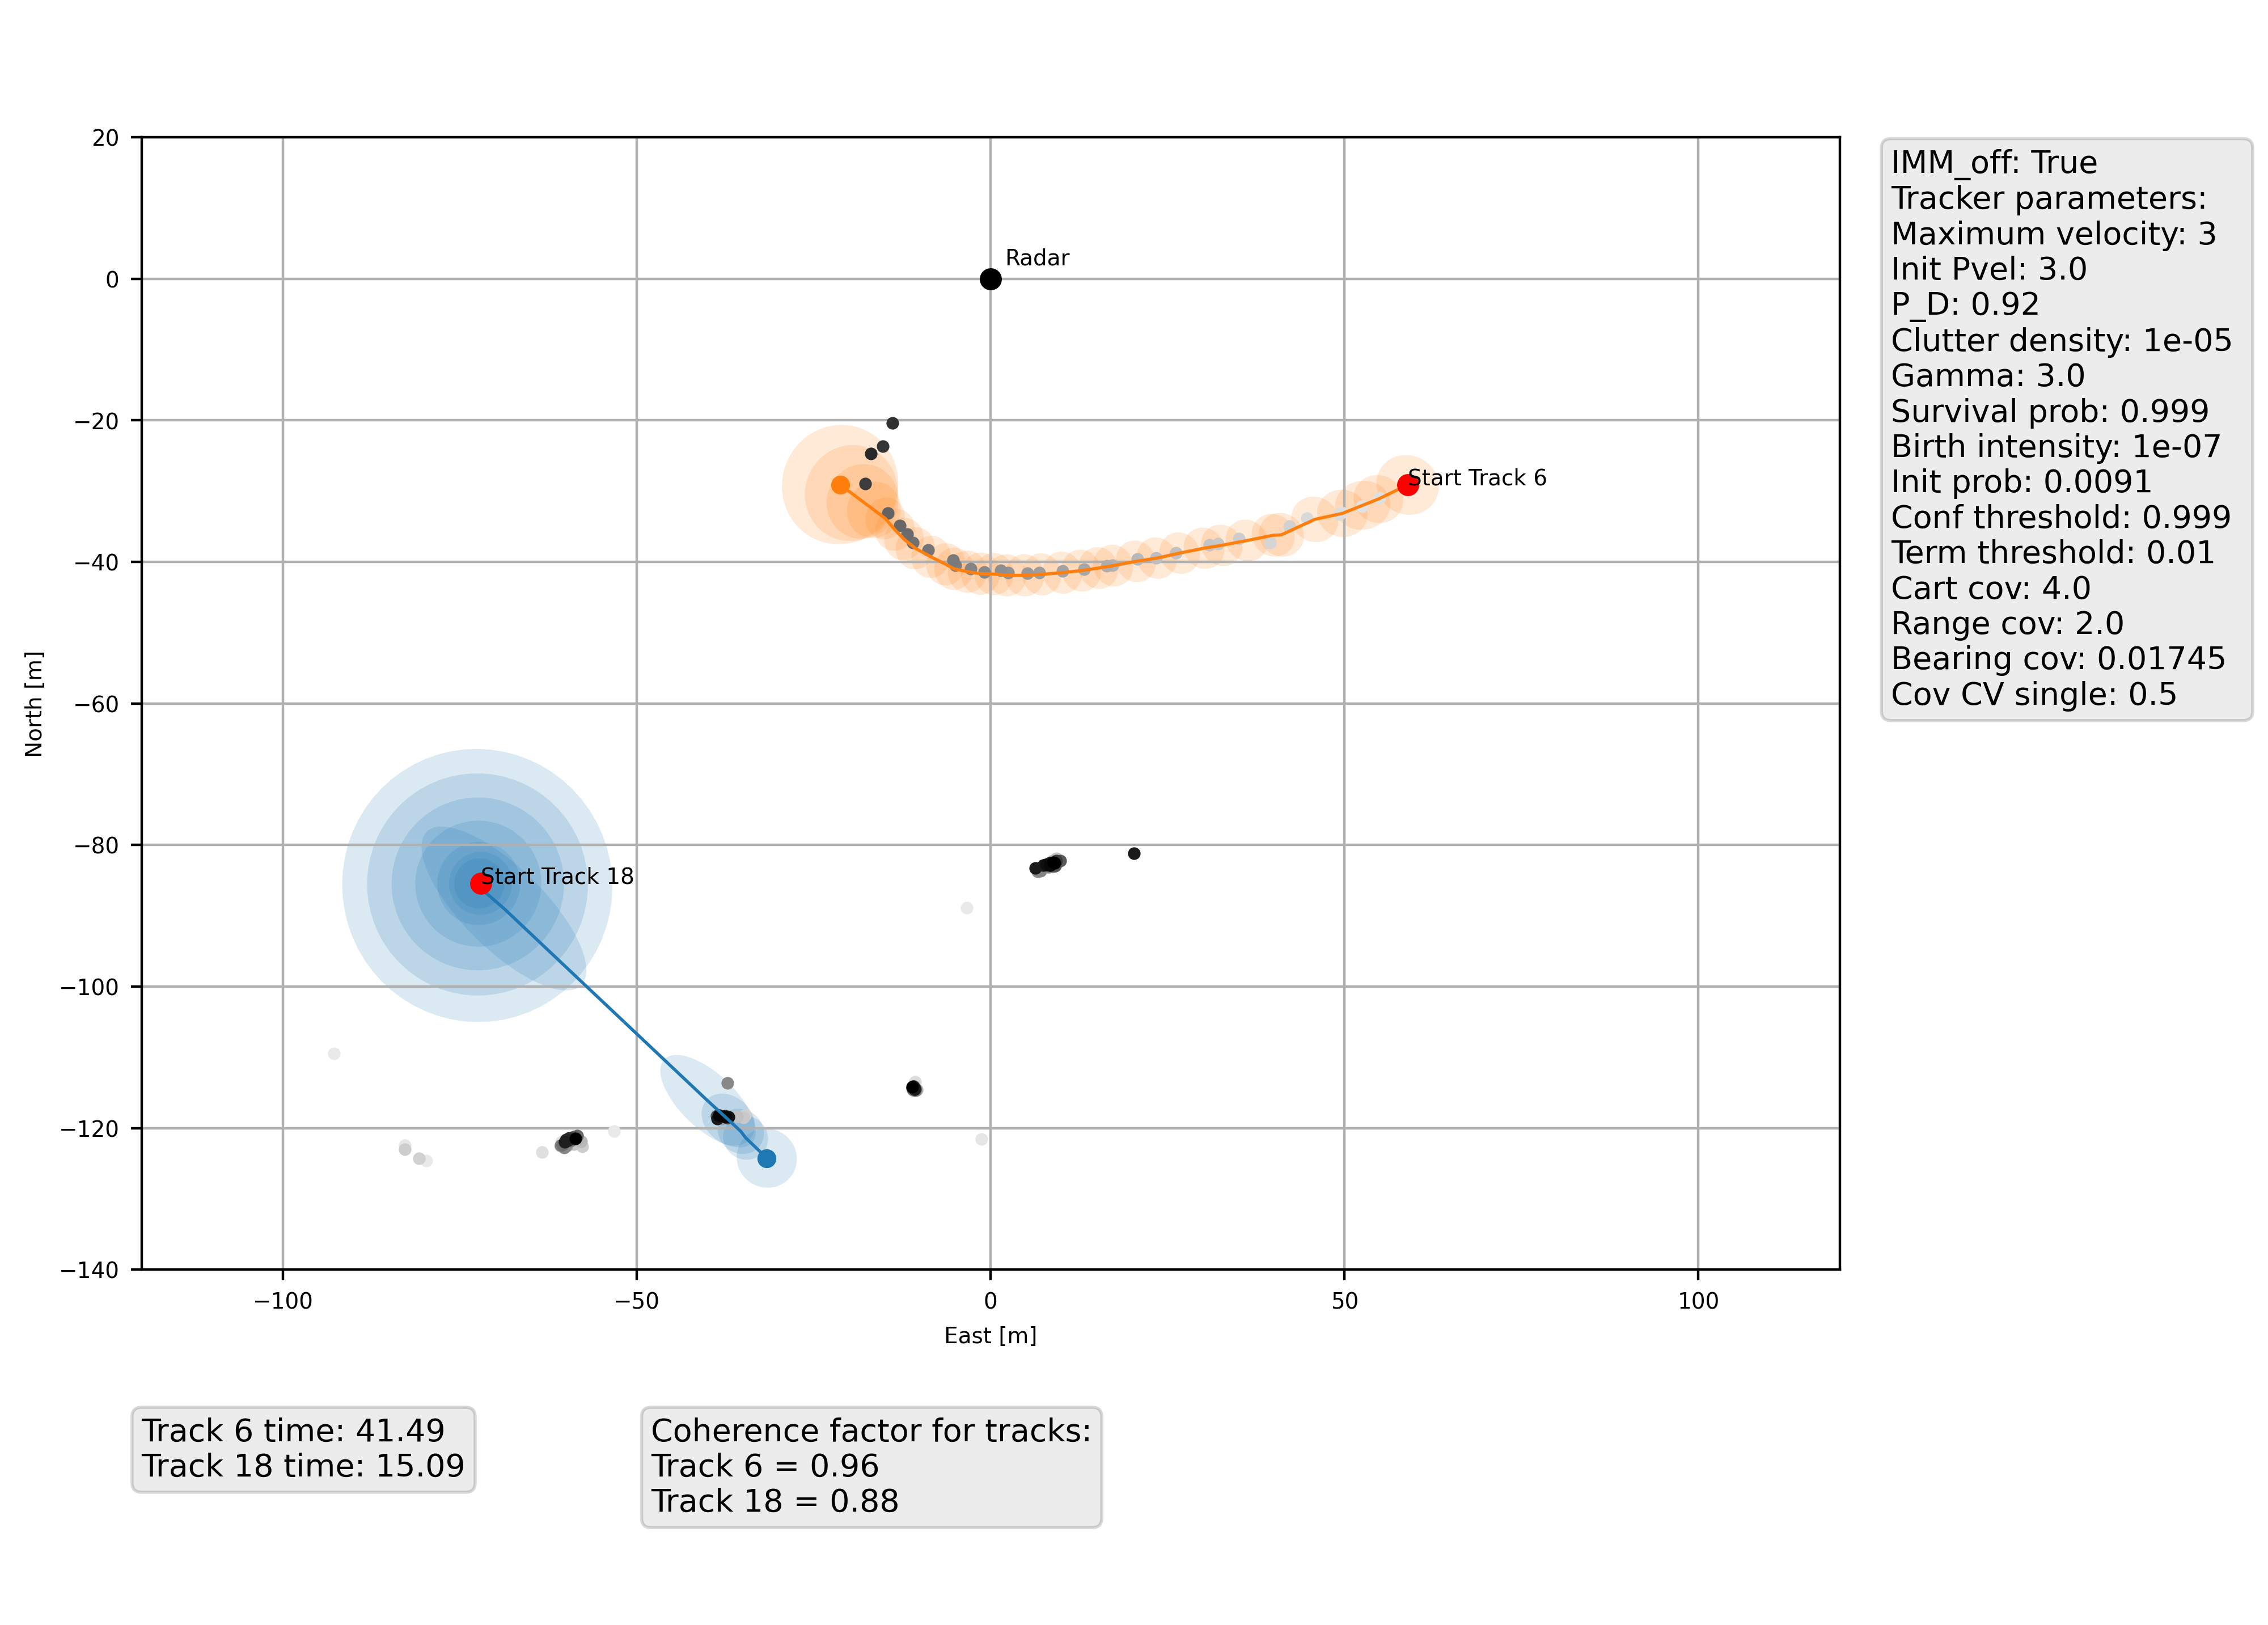 20
0
−20
−40
−60
−80
−100
−120
−140
−100
−50
0
50
100
North [m]
East [m]
Radar
Start Track 6
Start Track 18
IMM_off: True
Tracker parameters:
Maximum velocity: 3
Init Pvel: 3.0
P_D: 0.92
Clutter density: 1e-05
Gamma: 3.0
Survival prob: 0.999
Birth intensity: 1e-07
Init prob: 0.0091
Conf threshold: 0.999
Term threshold: 0.01
Cart cov: 4.0
Range cov: 2.0
Bearing cov: 0.01745
Cov CV single: 0.5
Track 6 time: 41.49
Track 18 time: 15.09
Coherence factor for tracks:
Track 6 = 0.96
Track 18 = 0.88